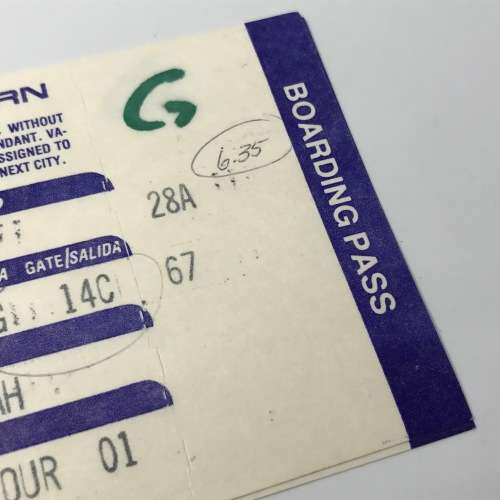 RN
G
WITHOUT
NDANT. VA-
SSIGNED TO
NEXT CITY.
6.35
28A
BOARDING PASS
A GATE/SALIDA
67
14C
AH
OUR 01